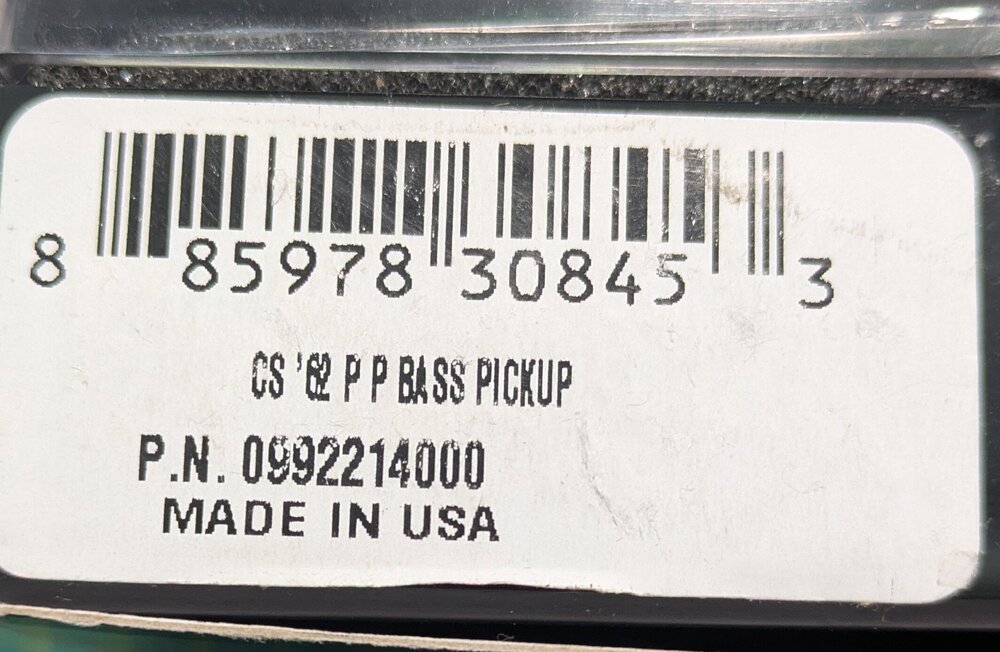 8 85978 30845 3
CS '62 P P BASS PICKUP
P.N. 0992214000
MADE IN USA